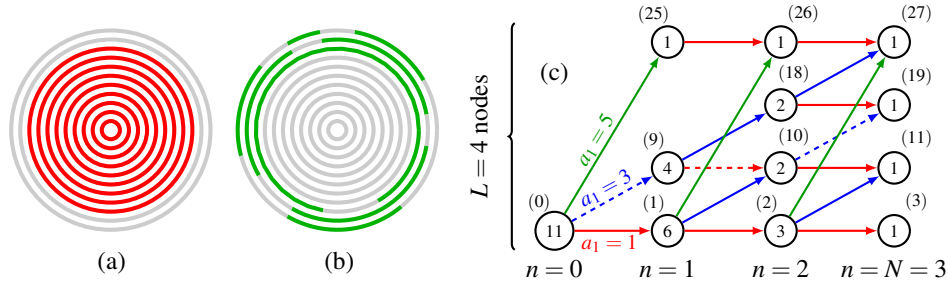 (25) (26) (27)
1 1 1
(c)
(18) (19)
2 1
L = 4 nodes
a₁ = 5
(9) (10) (11)
4 2 1
a₁ = 3
(0) (1) (2) (3)
11 6 3 1
a₁ = 1
(a) (b)
n = 0 n = 1 n = 2 n = N = 3